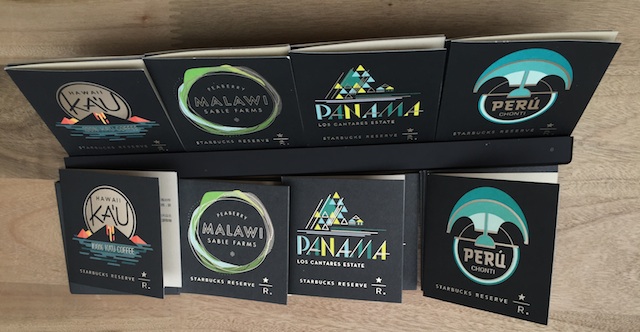 HAWAII
KA'U
STARBUCKS RESERVE
PEABERRY
MALAWI
SABLE FARMS
STARBUCKS RESERVE
PANAMA
LOS CANTARES ESTATE
STARBUCKS RESERVE
PERÚ
CHONTI
STARBUCKS RESERVE
HAWAII
KA'U
STARBUCKS RESERVE
R.
PEABERRY
MALAWI
SABLE FARMS
STARBUCKS RESERVE
R.
PANAMA
LOS CANTARES ESTATE
STARBUCKS RESERVE
R.
PERÚ
CHONTI
STARBUCKS RESERVE
R.